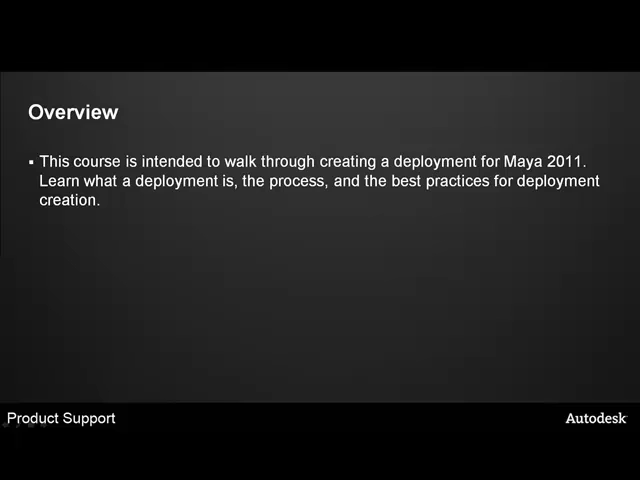 Overview
▪ This course is intended to walk through creating a deployment for Maya 2011.
Learn what a deployment is, the process, and the best practices for deployment
creation.
Product Support
Autodesk